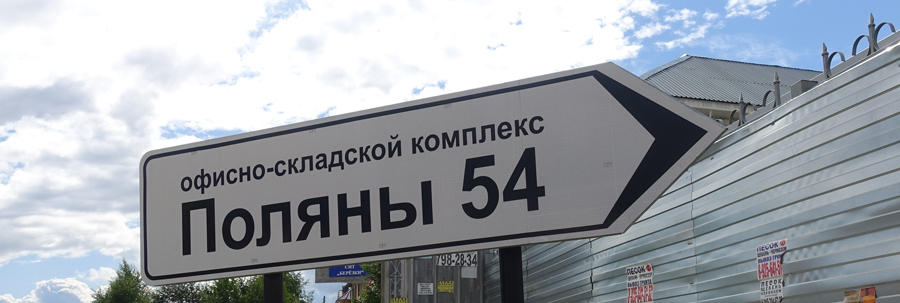 офисно-складской комплекс
Поляны 54
798-28-34
ПЕСОК
ПЕСОК